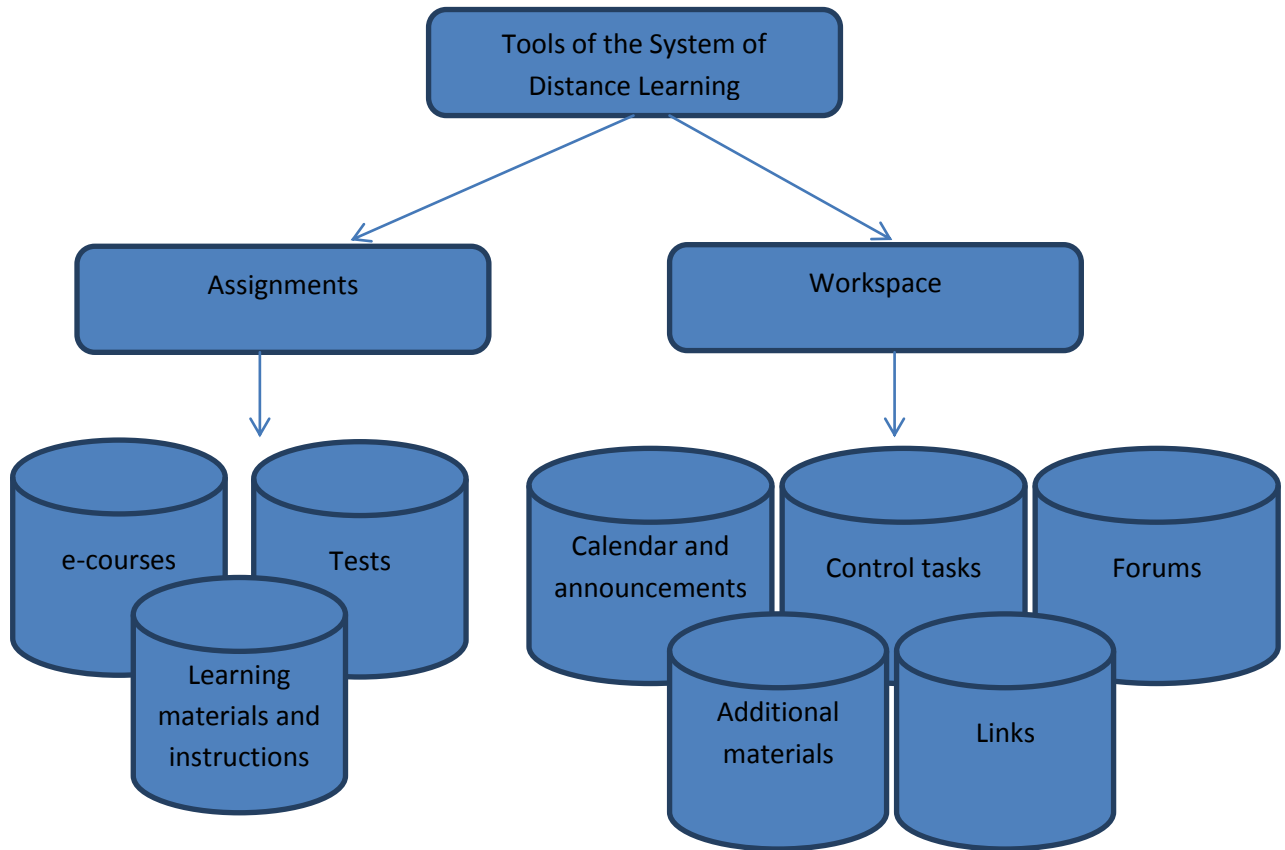 Tools of the System of
Distance Learning
Assignments
Workspace
e-courses
Tests
Learning
materials and
instructions
Calendar and
announcements
Control tasks
Forums
Additional
materials
Links